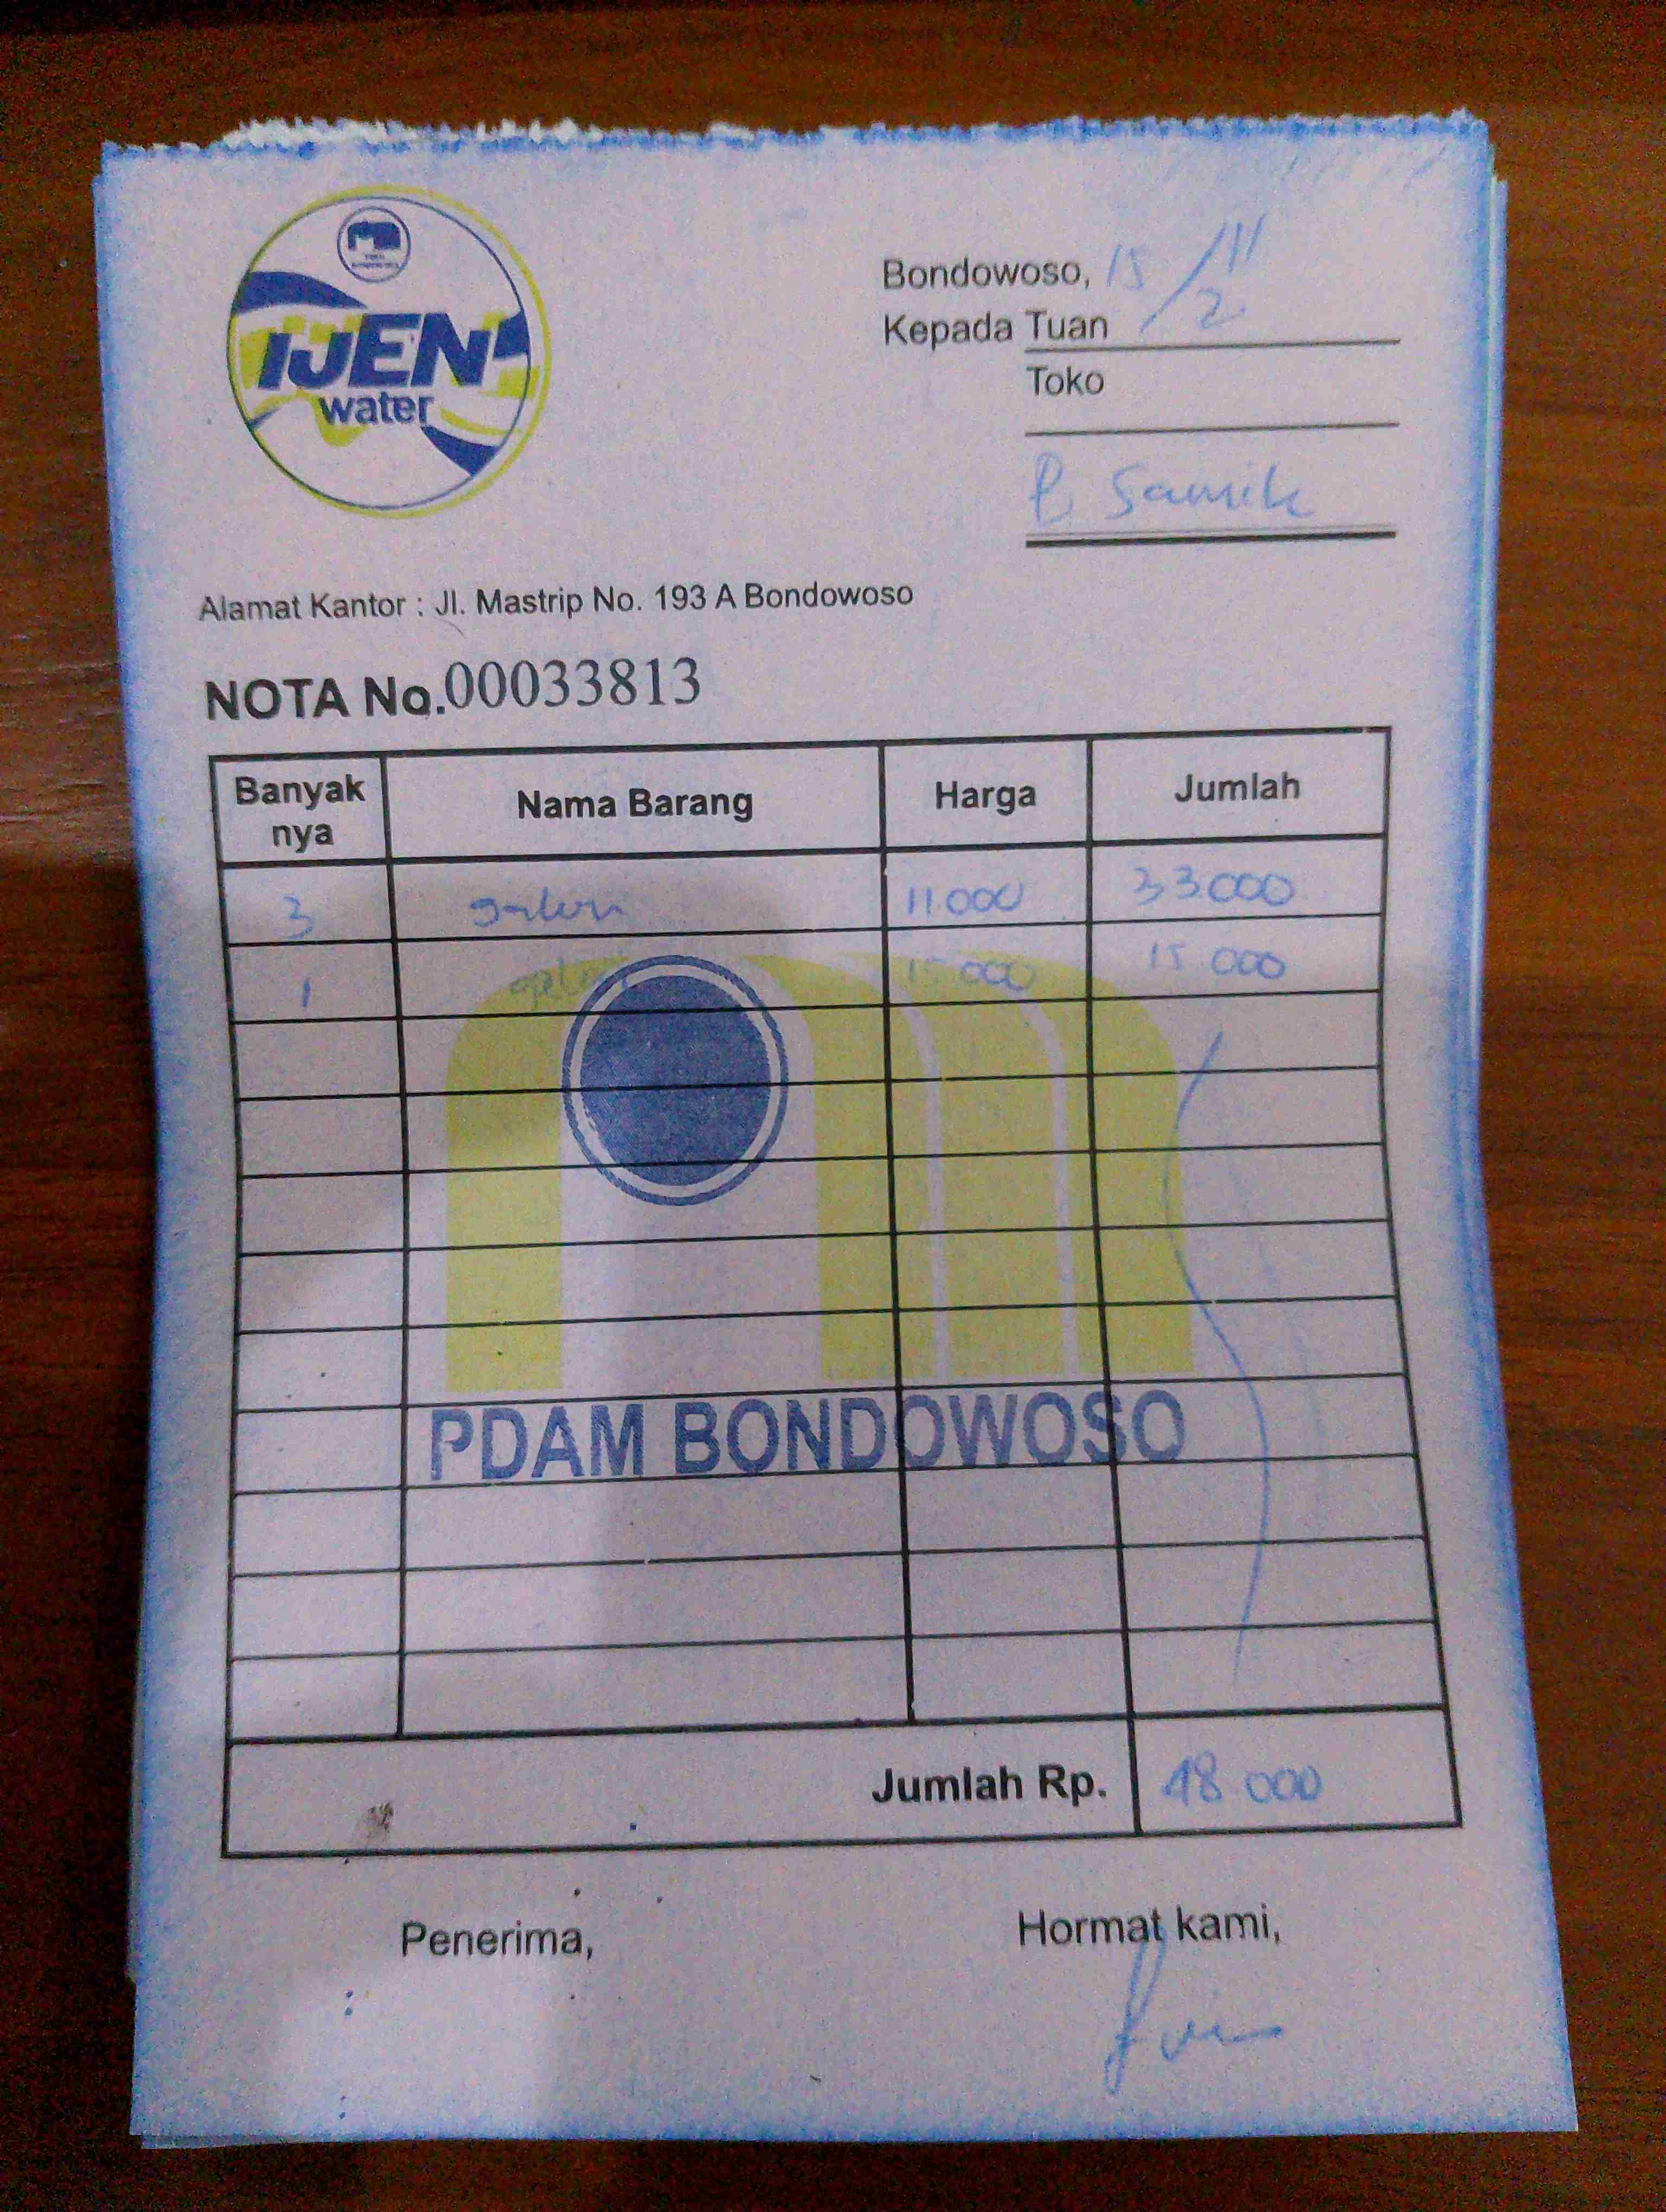 IJEN
water
Bondowoso, 15/11
2
Kepada Tuan
Toko
P Samik
Alamat Kantor : Jl. Mastrip No. 193 A Bondowoso
NOTA No.00033813
Banyak nya Nama Barang Harga Jumlah
3 galon 11.000 33.000
1 galon 15.000 15 000
PDAM BONDOWOSO
Jumlah Rp. 48 000
Penerima, Hormat kami,